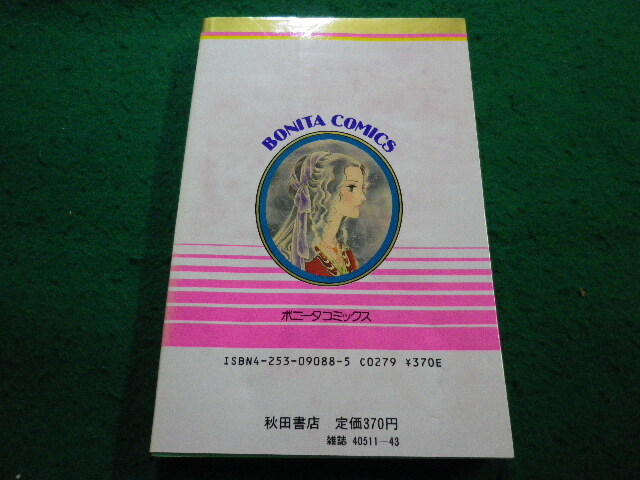 BONITA COMICS
ボニータコミックス
ISBN4-253-09088-5 C0279 ¥370E
秋田書店 定価370円
雑誌 40511-43